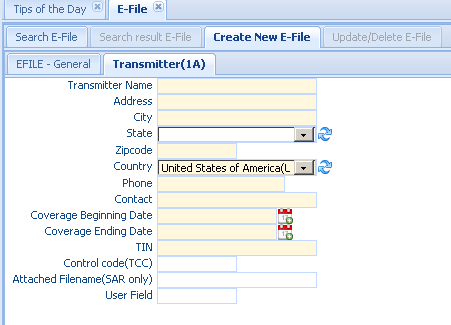 Tips of the Day E-File
Search E-File Search result E-File Create New E-File Update/Delete E-File
EFILE - General Transmitter(1A)
Transmitter Name
Address
City
State
Zipcode
Country United States of America(U
Phone
Contact
Coverage Beginning Date
Coverage Ending Date
TIN
Control code(TCC)
Attached Filename(SAR only)
User Field